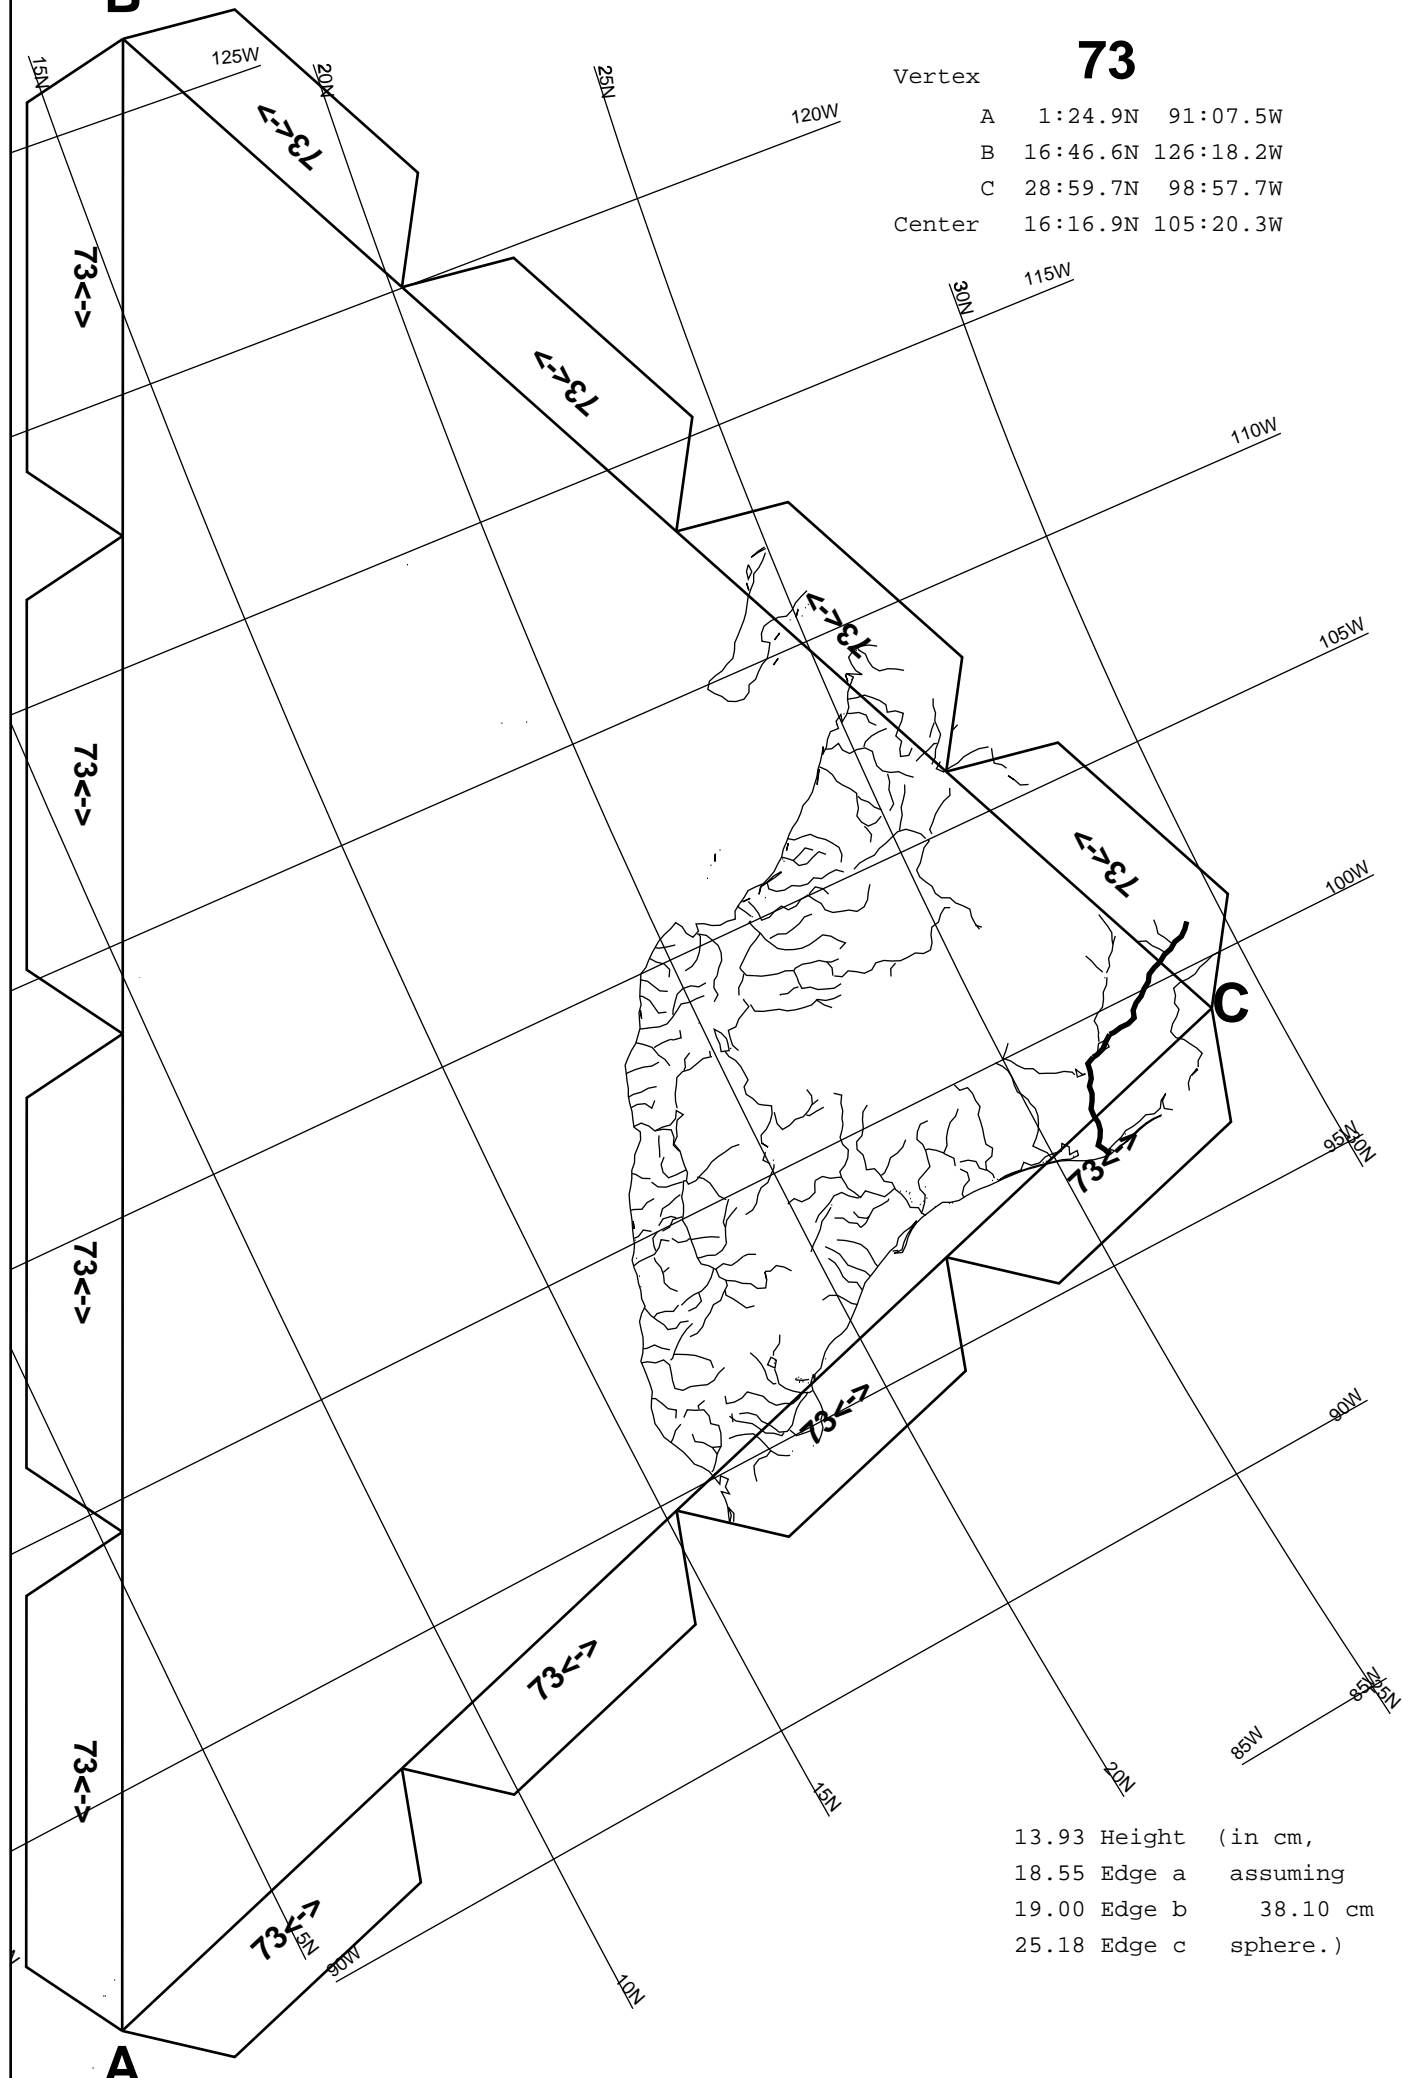 B
15N
125W
20N
25N
120W
Vertex 73
A 1:24.9N 91:07.5W
B 16:46.6N 126:18.2W
C 28:59.7N 98:57.7W
Center 16:16.9N 105:20.3W
73<->
73<->
30N
115W
73<->
110W
73<->
105W
73<->
73<->
100W
C
95W
30N
73<->
73<->
90W
73<->
73<->
85W
25N
85W
20N
15N
73<->
73<->
5N
90W
10N
13.93 Height (in cm,
18.55 Edge a assuming
19.00 Edge b 38.10 cm
25.18 Edge c sphere.)
A